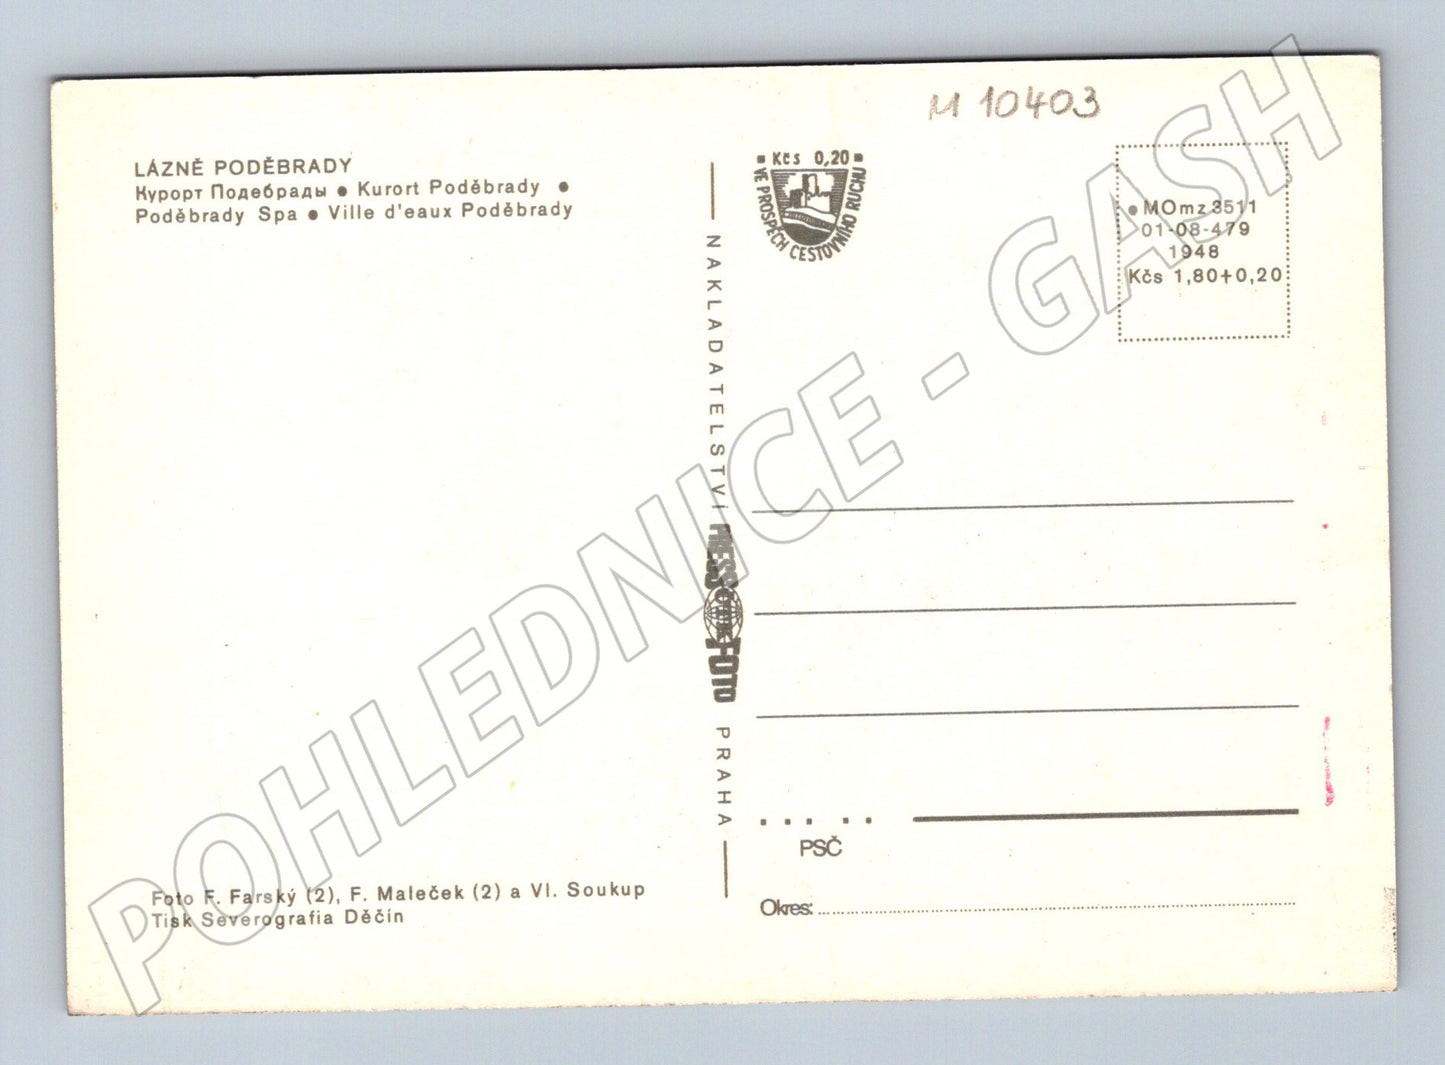 M 10403
LÁZNĚ PODĚBRADY
Курорт Подебрады ● Kurort Poděbrady ●
Poděbrady Spa ● Ville d'eaux Poděbrady
▪ Kčs 0,20 ▪
VE PROSPĚCH CESTOVNÍHO RUCHU
● MOmz 3511
01-08-479
1948
Kčs 1,80+0,20
NAKLADATELSTVÍ PRESSFOTO PRAHA
PSČ
Okres:
Foto F. Farský (2), F. Maleček (2) a Vl. Soukup
Tisk Severografia Děčín
POHLEDNICE - GASH